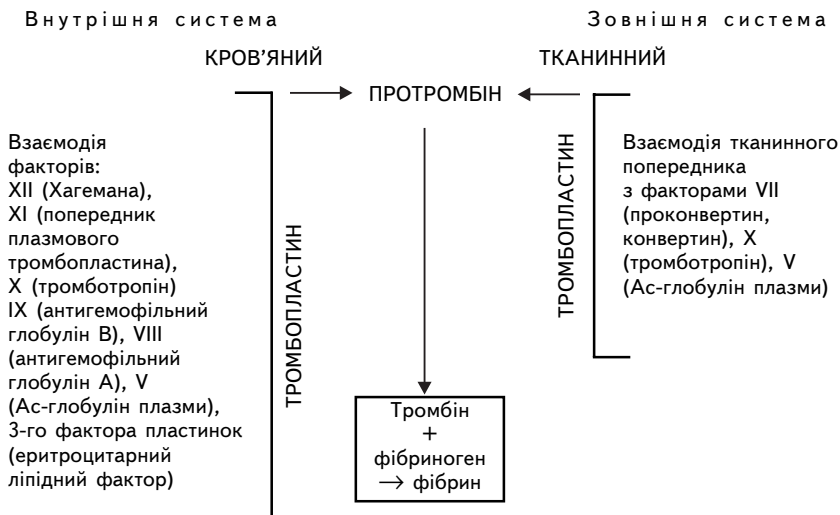 Внутрішня система
Зовнішня система
КРОВ’ЯНИЙ
ТКАНИННИЙ
ПРОТРОМБІН
Взаємодія
факторів:
XII (Хагемана),
XI (попередник
плазмового
тромбопластина),
X (тромботропін)
IX (антигемофільний
глобулін B), VIII
(антигемофільний
глобулін A), V
(Ас-глобулін плазми),
3-го фактора пластинок
(еритроцитарний
ліпідний фактор)
ТРОМБОПЛАСТИН
ТРОМБОПЛАСТИН
Взаємодія тканинного
попередника
з факторами VII
(проконвертин,
конвертин), X
(тромботропін), V
(Ас-глобулін плазми)
Тромбін
+
фібриноген
→ фібрин